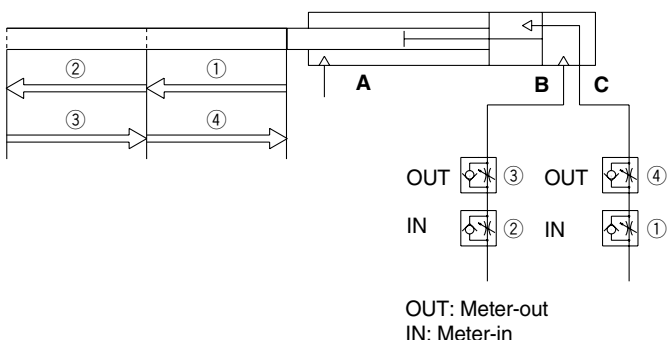 A B C
② ①
③ ④
OUT ③ OUT ④
IN ② IN ①
OUT: Meter-out
IN: Meter-in